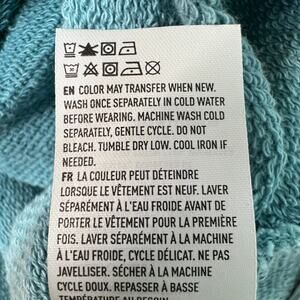 EN COLOR MAY TRANSFER WHEN NEW.
WASH ONCE SEPARATELY IN COLD WATER
BEFORE WEARING. MACHINE WASH COLD
SEPARATELY, GENTLE CYCLE. DO NOT
BLEACH. TUMBLE DRY LOW. COOL IRON IF
NEEDED.
FR LA COULEUR PEUT DÉTEINDRE
LORSQUE LE VÊTEMENT EST NEUF. LAVER
SÉPARÉMENT À L'EAU FROIDE AVANT DE
PORTER LE VÊTEMENT POUR LA PREMIÈRE
FOIS. LAVER SÉPARÉMENT À LA MACHINE
À L'EAU FROIDE, CYCLE DÉLICAT. NE PAS
JAVELLISER. SÉCHER À LA MACHINE
CYCLE DOUX. REPASSER À BASSE
TEMPÉRATURE AU BESOIN